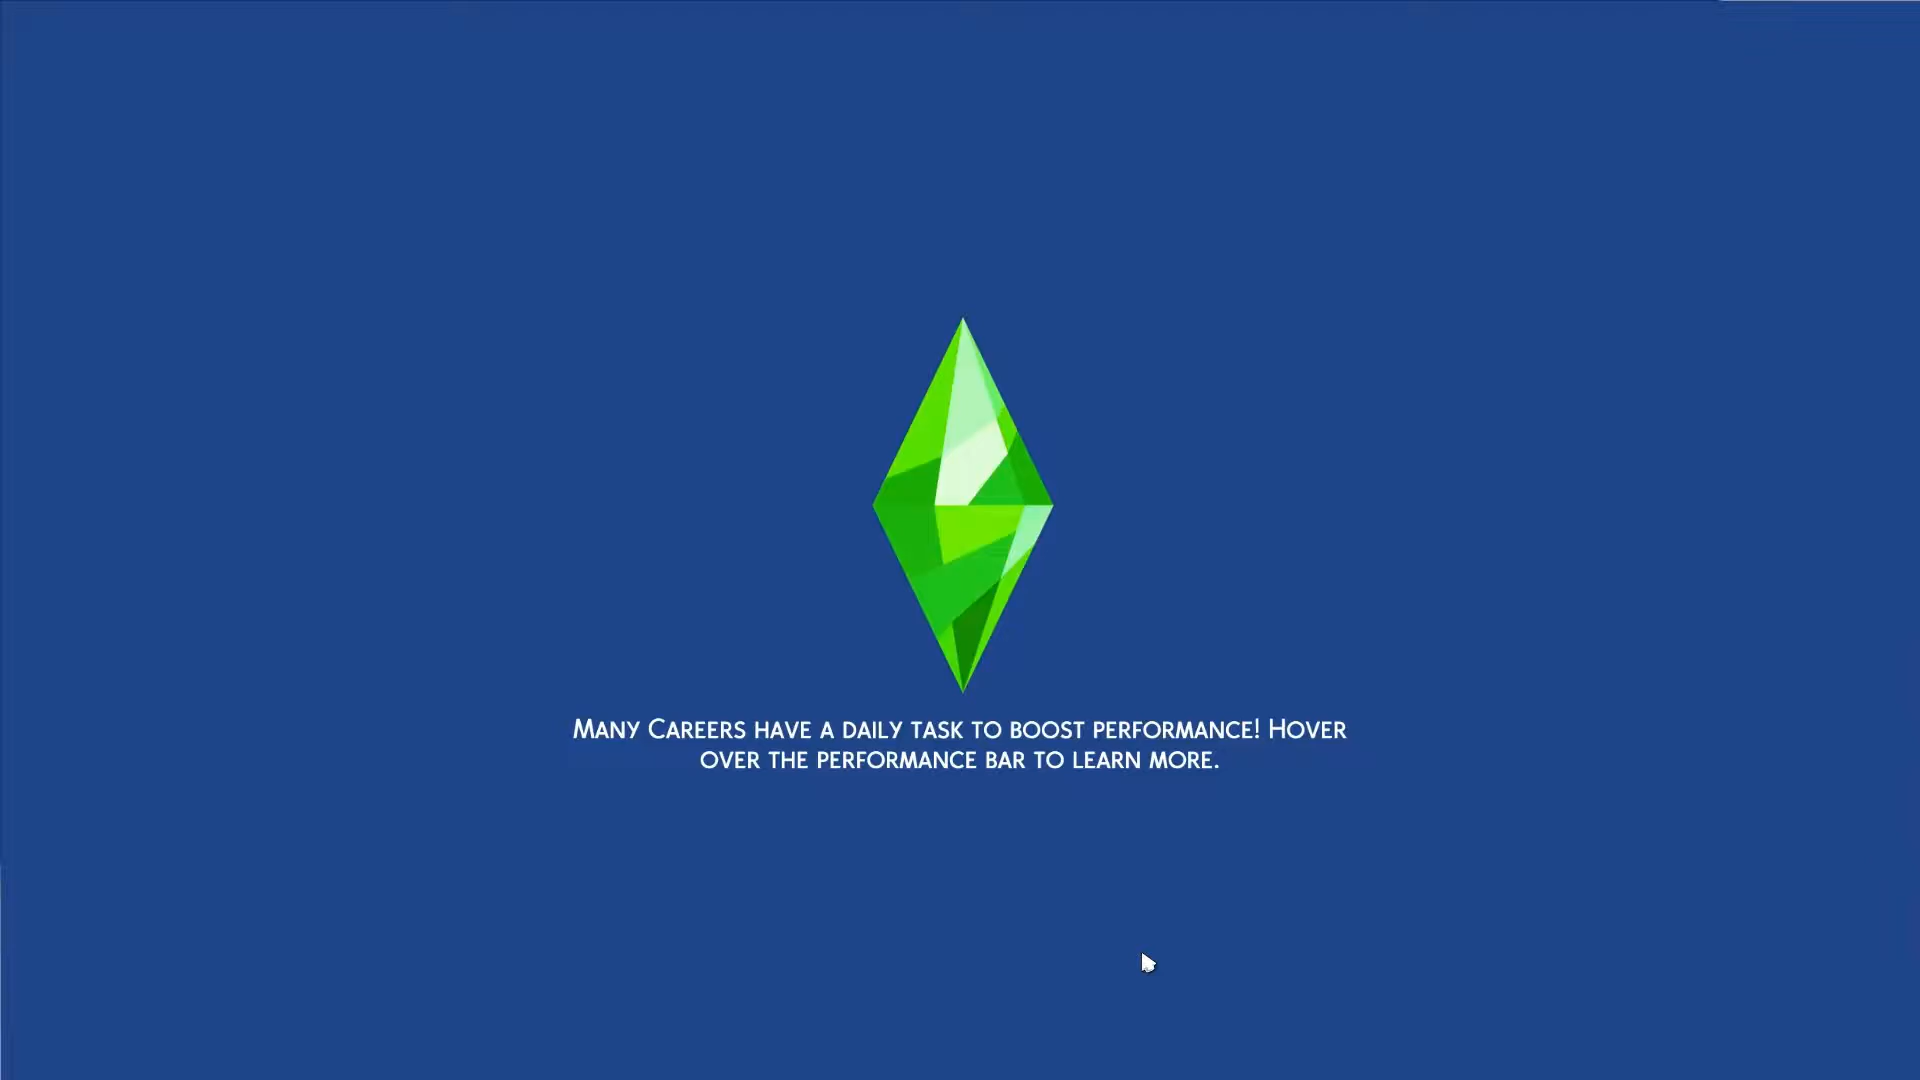 Many Careers have a daily task to boost performance! Hover
over the performance bar to learn more.